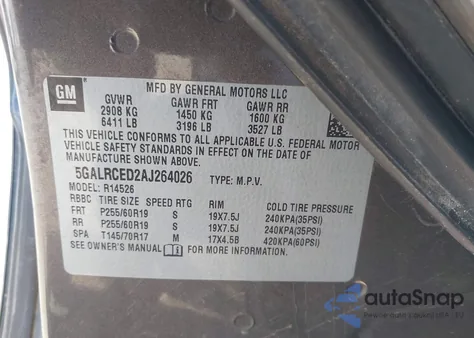 GM
MFD BY GENERAL MOTORS LLC
GVWR GAWR FRT GAWR RR
2908 KG 1450 KG 1600 KG
6411 LB 3196 LB 3527 LB
THIS VEHICLE CONFORMS TO ALL APPLICABLE U.S. FEDERAL MOTOR
VEHICLE SAFETY STANDARDS IN EFFECT ON THE DATE OF
MANUFACTURE SHOWN ABOVE.
5GALRCED2AJ264026 TYPE: M.P.V.
MODEL: R14526
RBBC TIRE SIZE SPEED RTG RIM COLD TIRE PRESSURE
FRT P255/60R19 S 19X7.5J 240KPA(35PSI)
RR P255/60R19 S 19X7.5J 240KPA(35PSI)
SPA T145/70R17 M 17X4.5B 420KPA(60PSI)
SEE OWNER'S MANUAL FOR MORE INFORMATION.
autoSnap